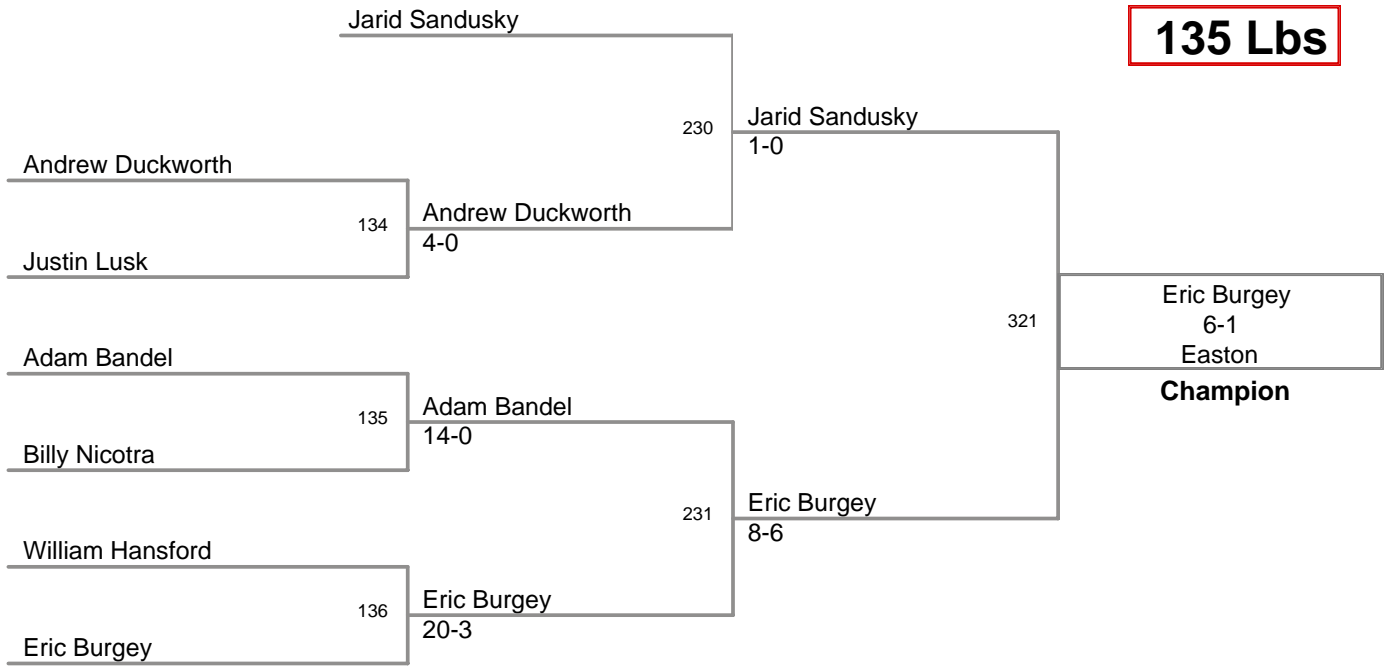 Jarid Sandusky
135 Lbs
230
Jarid Sandusky
1-0
Andrew Duckworth
134
Andrew Duckworth
4-0
Justin Lusk
321
Eric Burgey
6-1
Easton
Champion
Adam Bandel
135
Adam Bandel
14-0
Billy Nicotra
231
Eric Burgey
8-6
William Hansford
136
Eric Burgey
20-3
Eric Burgey